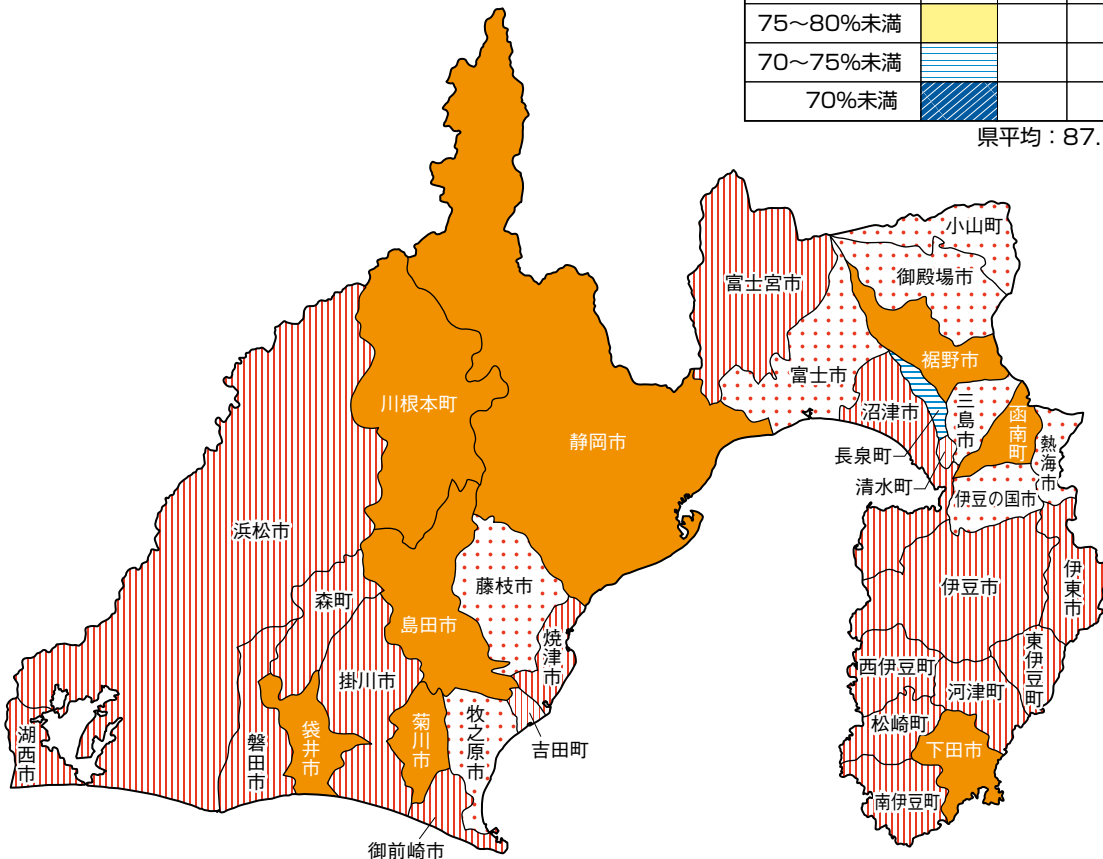 75～80%未満
70～75%未満
70%未満
県平均：87.
小山町
御殿場市
富士宮市
裾野市
富士市
沼津市
三島市
函南町
熱海市
長泉町
清水町
伊豆の国市
川根本町
静岡市
浜松市
藤枝市
森町
島田市
焼津市
掛川市
伊豆市
伊東市
西伊豆町
東伊豆町
河津町
松崎町
下田市
南伊豆町
湖西市
磐田市
袋井市
菊川市
牧之原市
吉田町
御前崎市